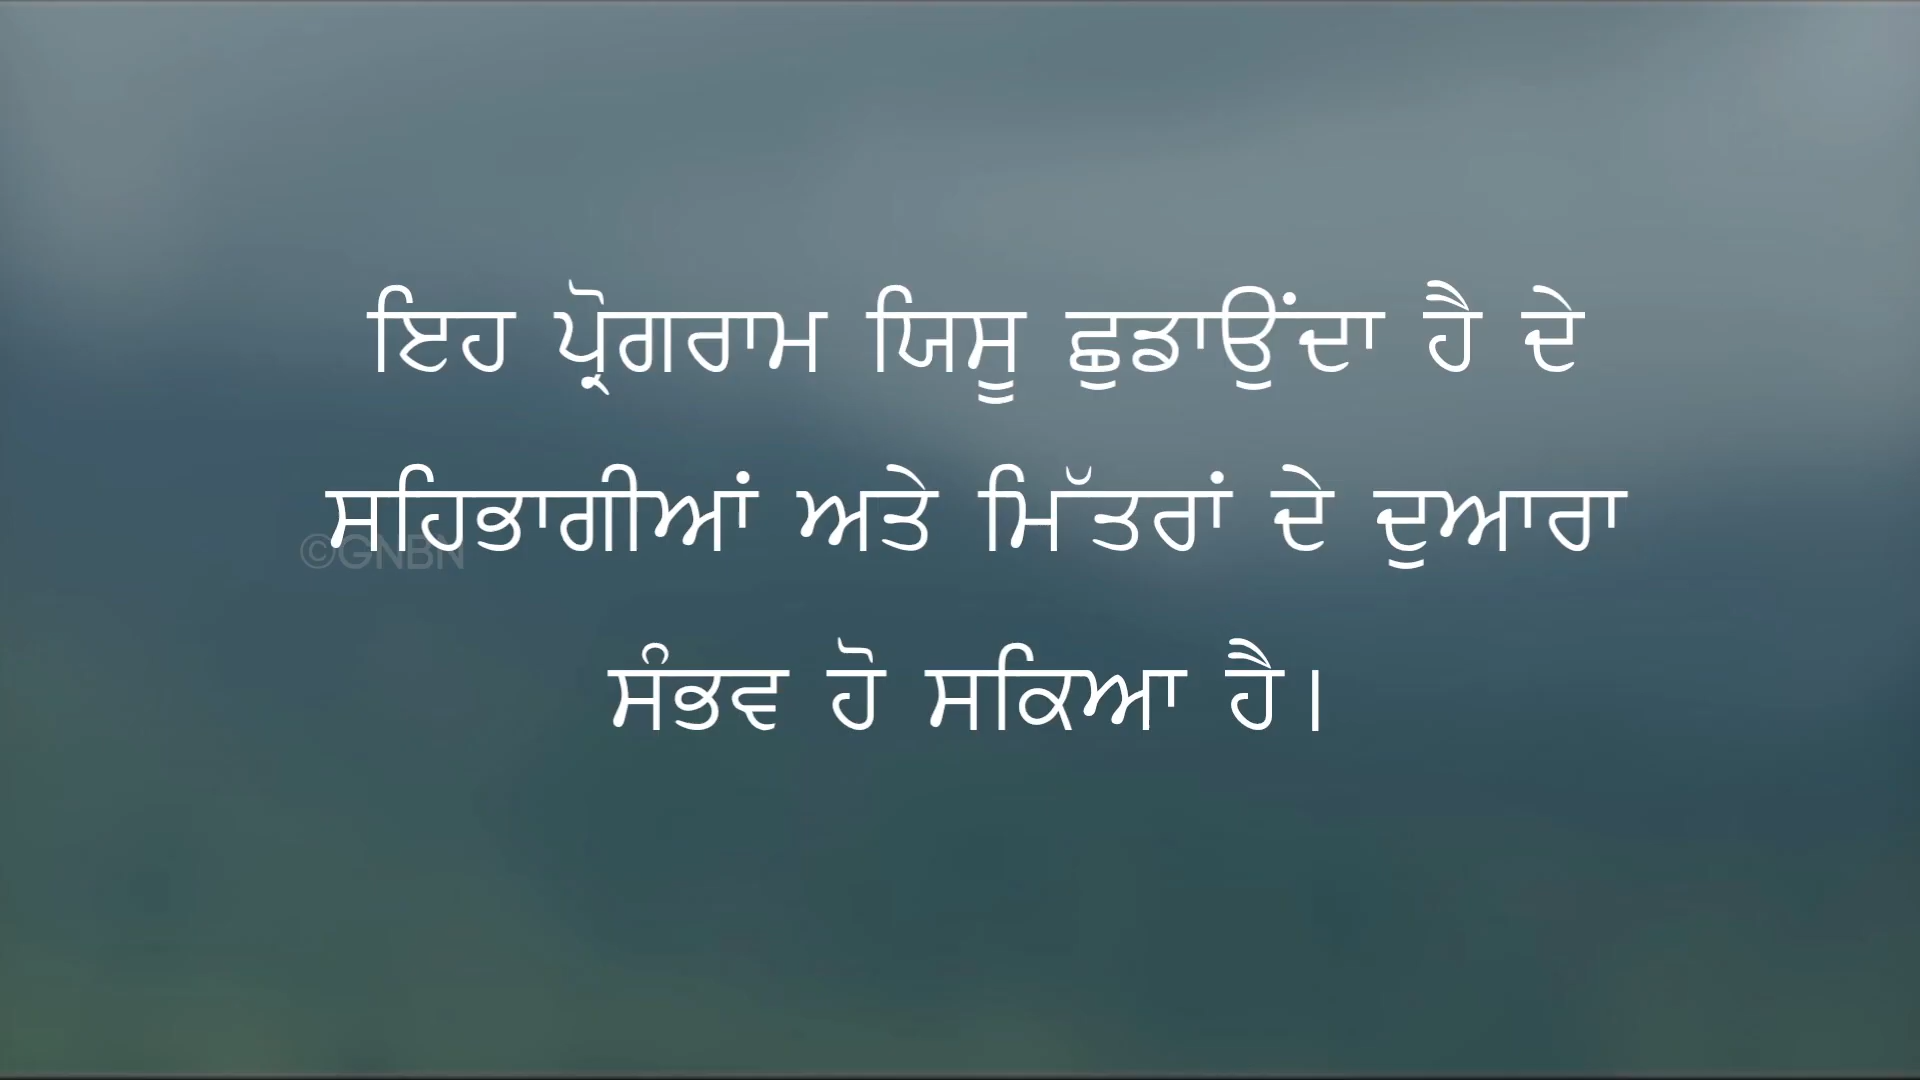 ਇਹ ਪ੍ਰੋਗਰਾਮ ਯਿਸੂ ਛੁਡਾਉਂਦਾ ਹੈ ਦੇ
ਸਹਿਭਾਗੀਆਂ ਅਤੇ ਮਿੱਤਰਾਂ ਦੇ ਦੁਆਰਾ
©GNBN
ਸੰਭਵ ਹੋ ਸਕਿਆ ਹੈ।